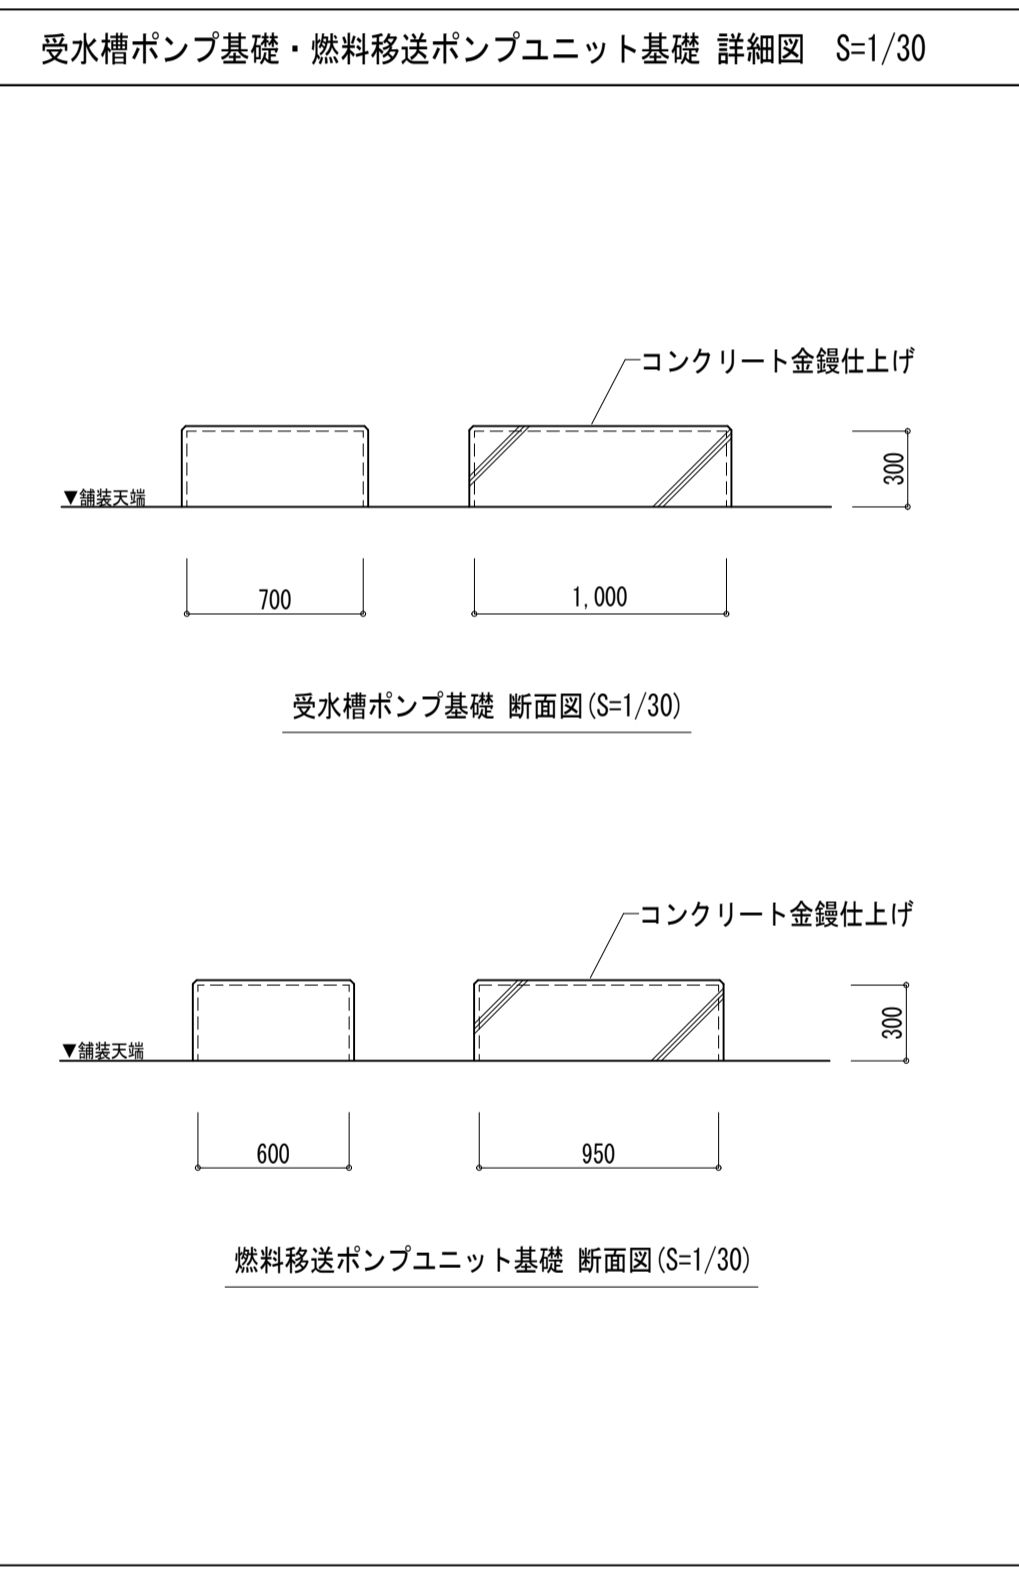 受水槽ポンプ基礎・燃料移送ポンプユニット基礎 詳細図　S=1/30
コンクリート金鏝仕上げ
300
▼舗装天端
700
1,000
受水槽ポンプ基礎 断面図(S=1/30)
コンクリート金鏝仕上げ
300
▼舗装天端
600
950
燃料移送ポンプユニット基礎 断面図(S=1/30)